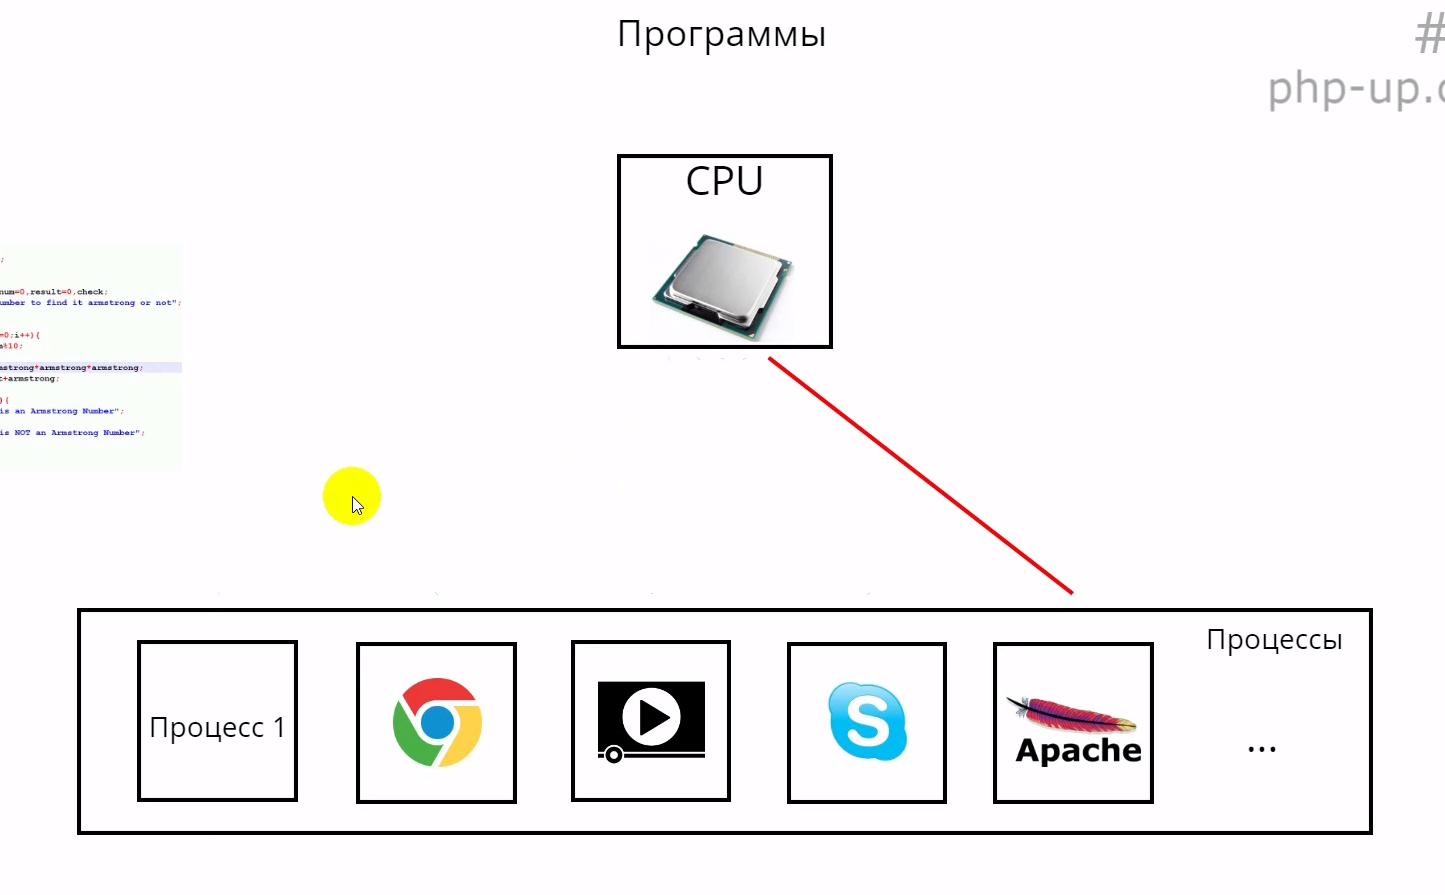 Программы
#
php-up.
CPU
;
num=0,result=0,check;
umber to find it armstrong or not";
=0;i++){
%10;
mstrong*armstrong*armstrong;
t+armstrong;
){
is an Armstrong Number";
is NOT an Armstrong Number";
Процессы
Процесс 1
S
Apache
...